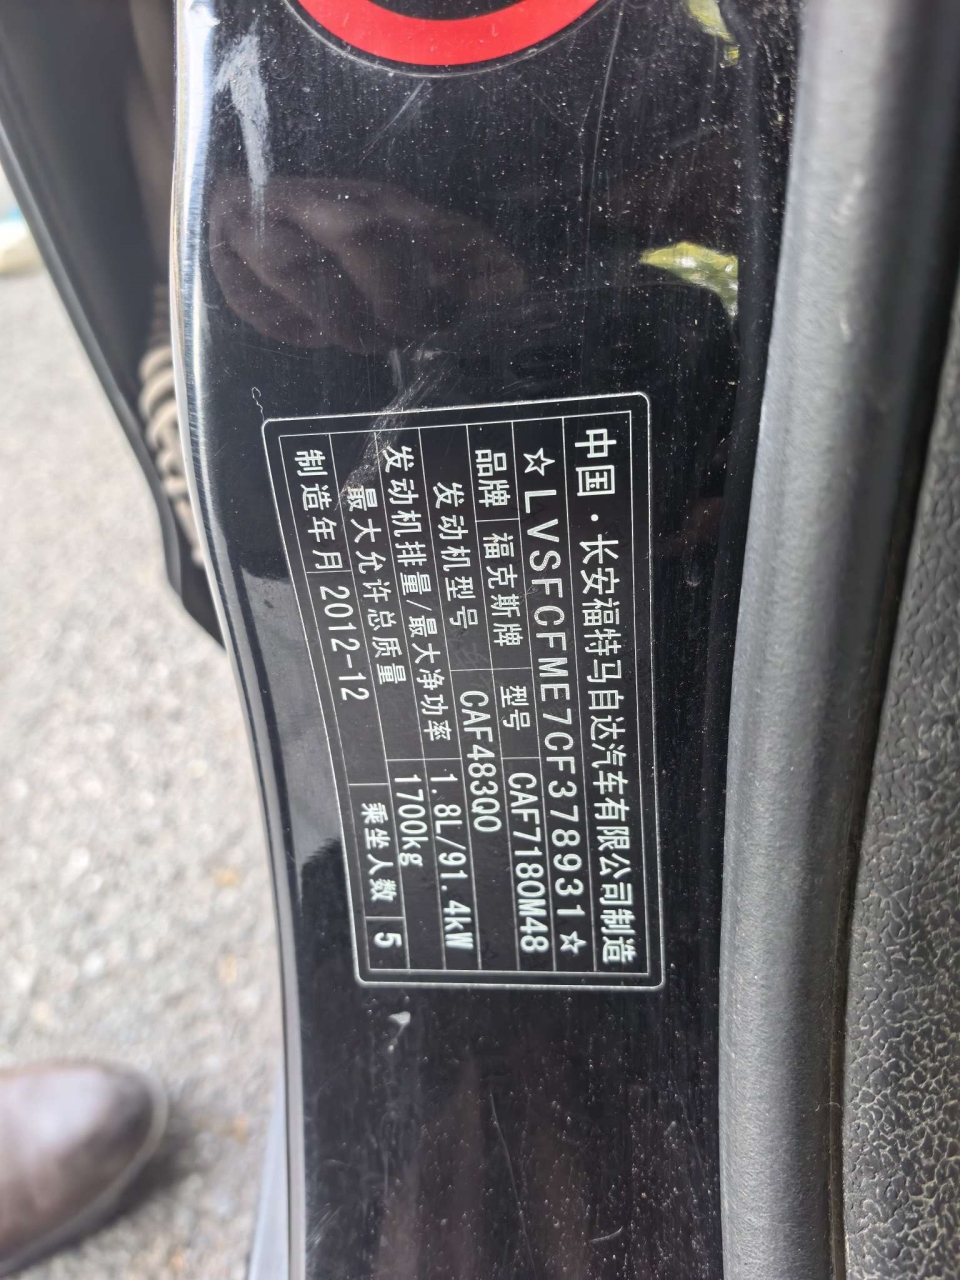 中国·长安福特马自达汽车有限公司制造
☆LVSFCFME7CF378931☆
品牌 福克斯牌 型号 CAF7180M48
发动机型号 CAF483Q0
发动机排量/最大净功率 1.8L/91.4kW
最大允许总质量 1700kg
制造年月 2012-12 乘坐人数 5